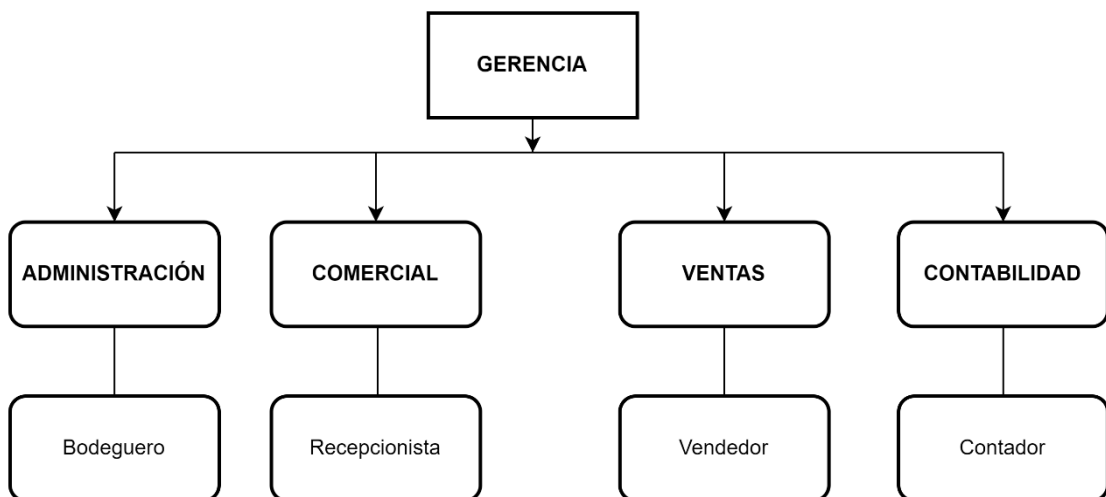 GERENCIA
ADMINISTRACIÓN
COMERCIAL
VENTAS
CONTABILIDAD
Bodeguero
Recepcionista
Vendedor
Contador